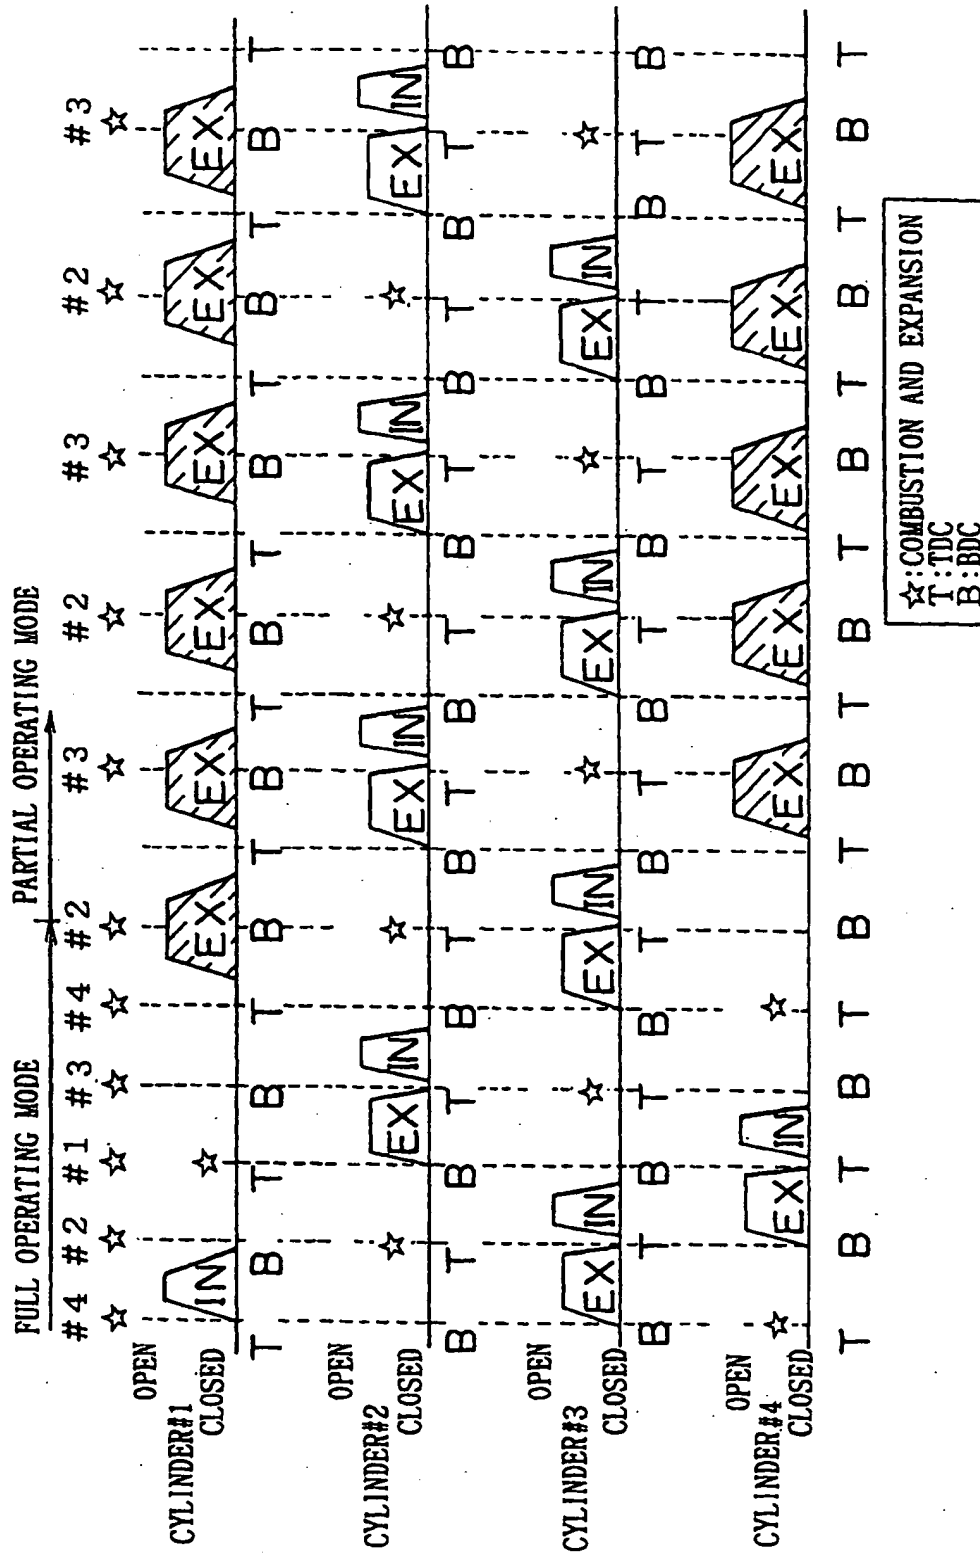 FULL OPERATING MODE PARTIAL OPERATING MODE
#4 #2 #1 #3 #4 #2 #3 #2 #3 #2 #3
☆ ☆ ☆ ☆ ☆ ☆ ☆ ☆ ☆ ☆ ☆
OPEN
CYLINDER#1
CLOSED
IN ☆ EX EX EX EX EX EX
T B T B T B T B T B T B T B T
OPEN
CYLINDER#2
CLOSED
☆ EX IN ☆ EX IN ☆ EX IN ☆ EX IN
B T B T B T B T B T B T B T B
OPEN
CYLINDER#3
CLOSED
EX IN ☆ EX IN ☆ EX IN ☆ EX IN ☆
B T B T B T B T B T B T B T B
OPEN
CYLINDER#4
CLOSED
☆ EX IN ☆ EX EX EX EX EX
T B T B T B T B T B T B T B T
☆:COMBUSTION AND EXPANSION
T:TDC
B:BDC